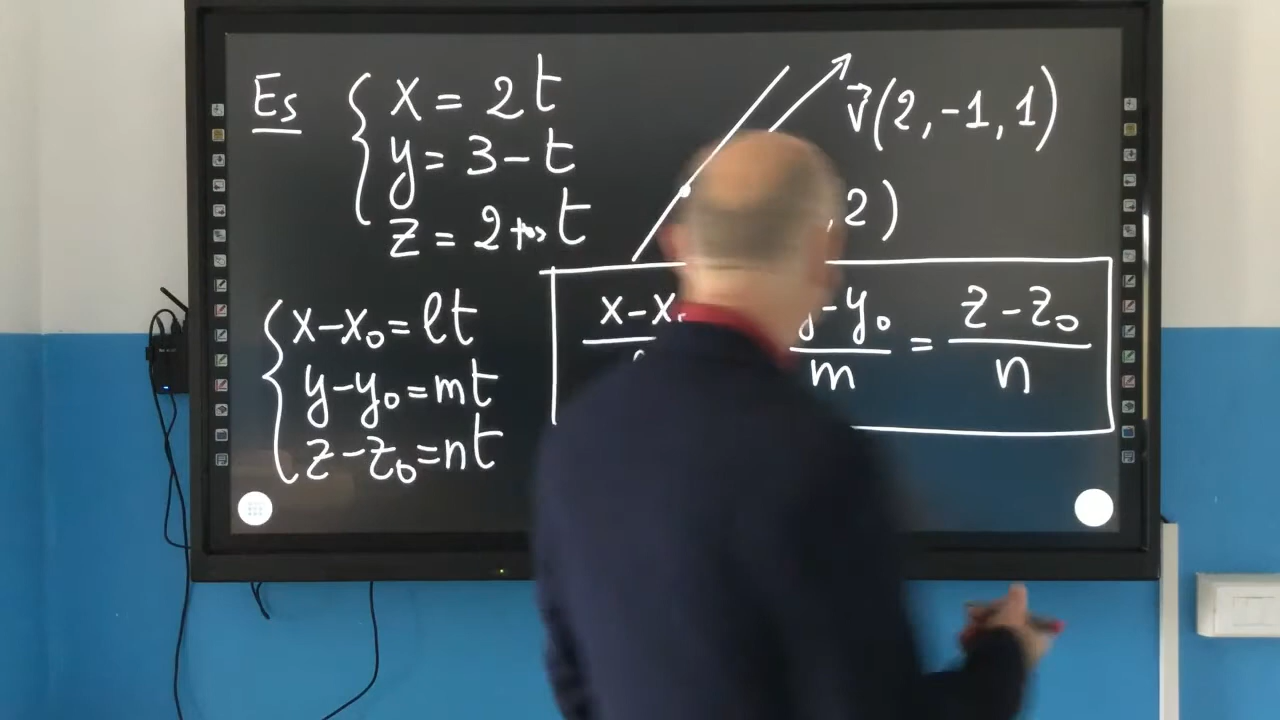 Es
x = 2t
y = 3 - t
z = 2 + t
v⃗(2,-1,1)
,2)
x-x₀=lt
y-y₀=mt
z-z₀=nt
x-x = y₀ = z-z₀
m n